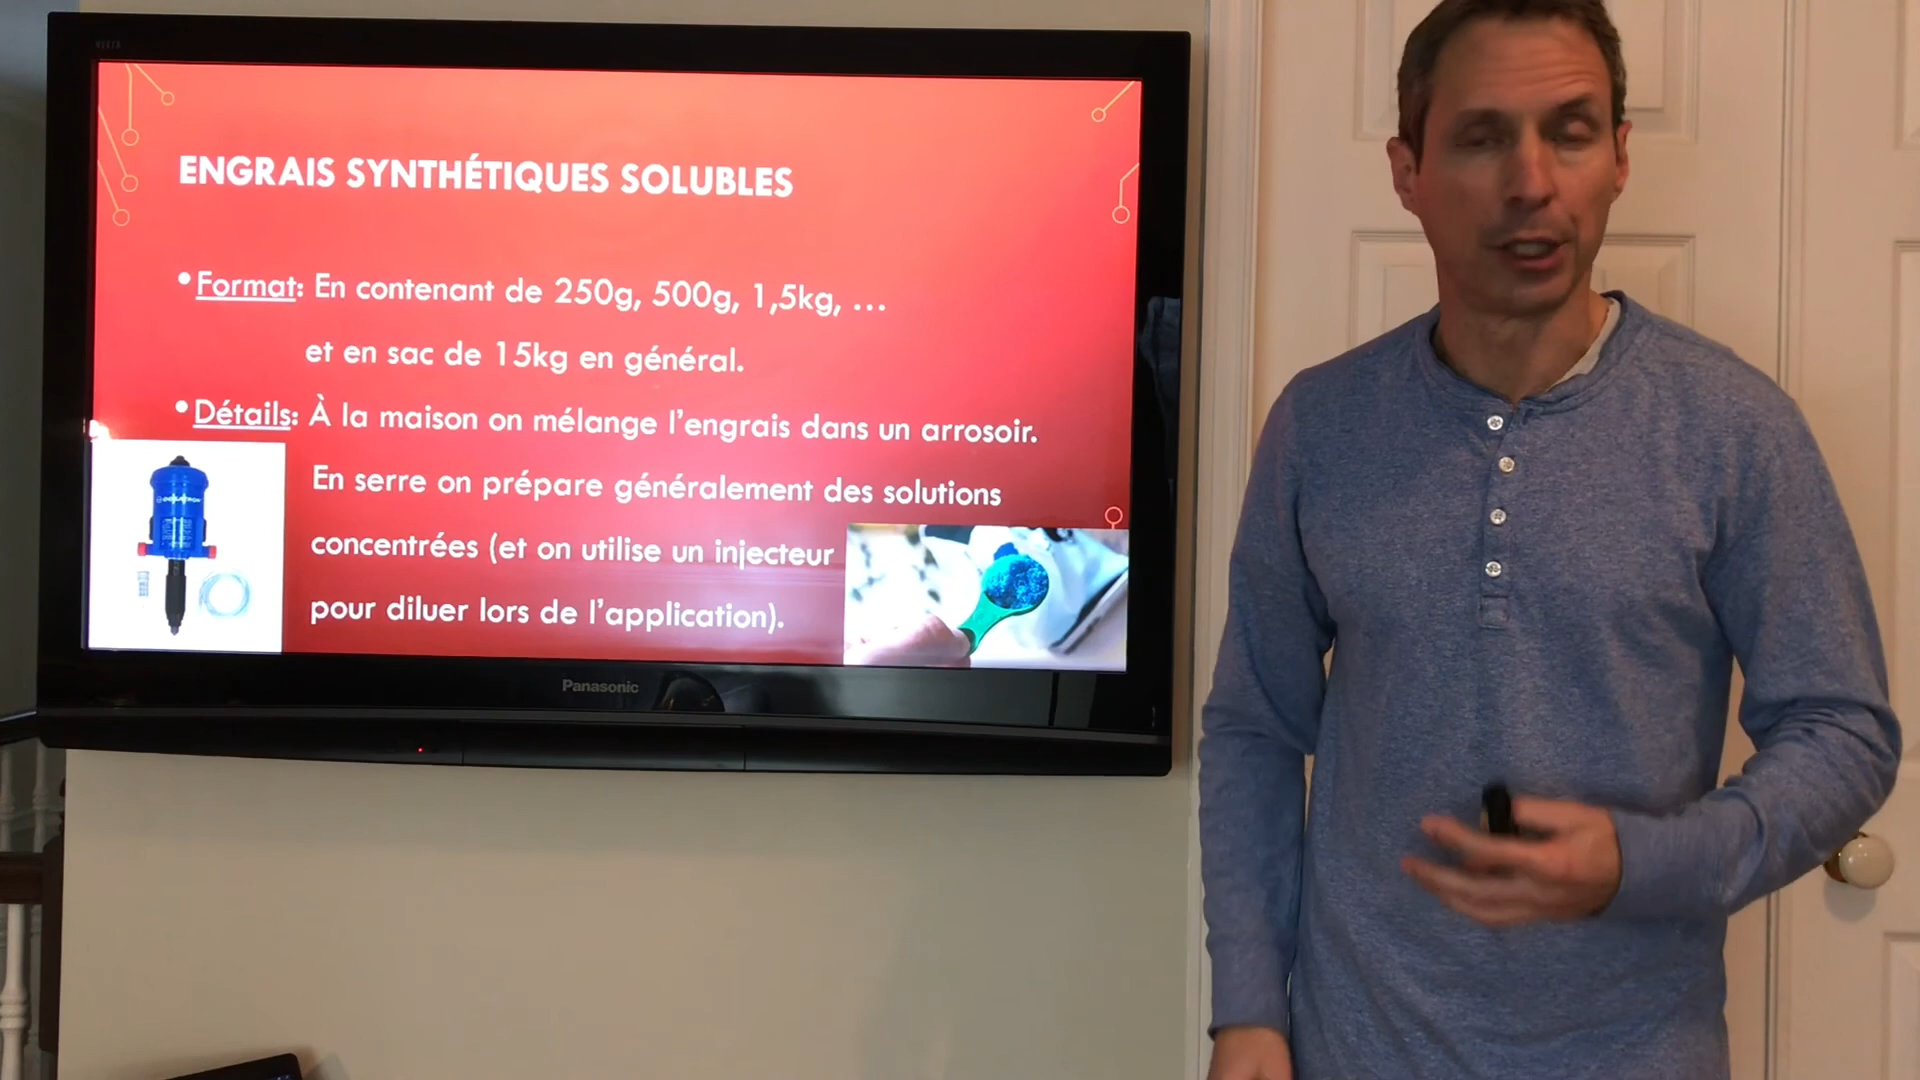 VIERA
ENGRAIS SYNTHÉTIQUES SOLUBLES
•Format: En contenant de 250g, 500g, 1,5kg, ...
et en sac de 15kg en général.
•Détails: À la maison on mélange l'engrais dans un arrosoir.
En serre on prépare généralement des solutions
concentrées (et on utilise un injecteur
pour diluer lors de l'application).
DOSATRON
Panasonic